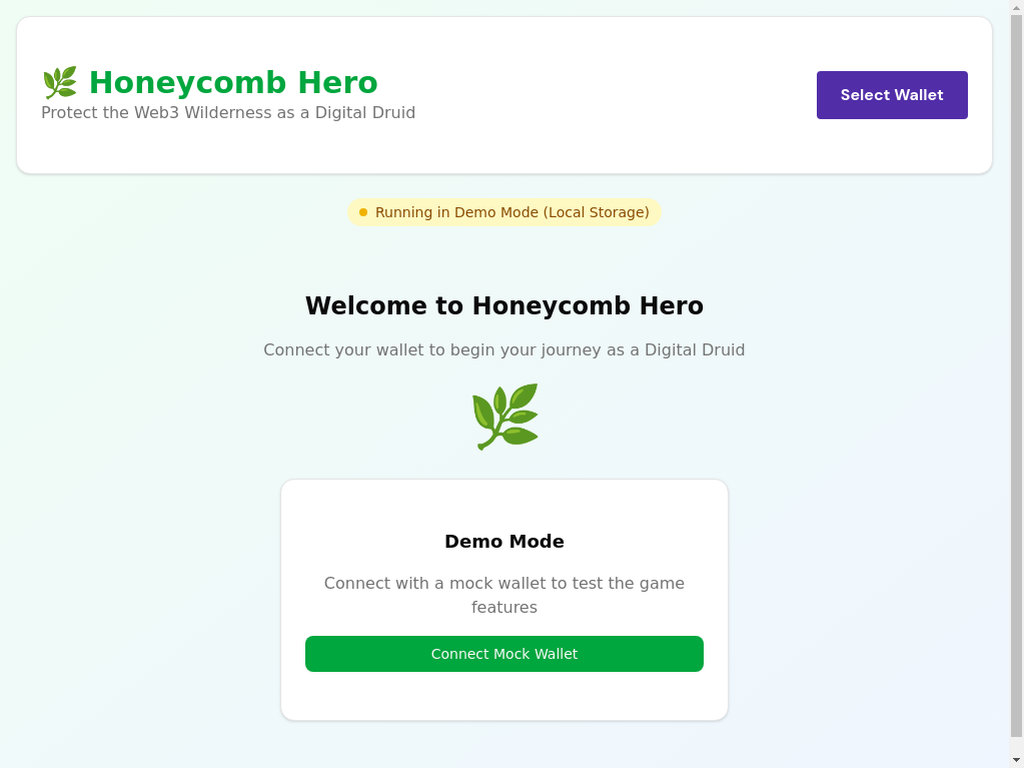 Honeycomb Hero
Protect the Web3 Wilderness as a Digital Druid
Select Wallet
Running in Demo Mode (Local Storage)
Welcome to Honeycomb Hero
Connect your wallet to begin your journey as a Digital Druid
Demo Mode
Connect with a mock wallet to test the game
features
Connect Mock Wallet